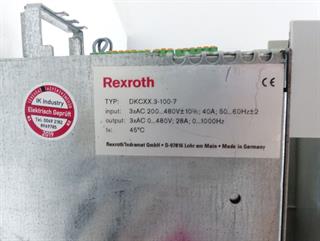 Rexroth
TYP: DKCXX.3-100-7
input: 3xAC 200...480V±10%; 40A; 50...60Hz±2
output: 3xAC 0...480V; 28A; 0...1000Hz
45°C
Rexroth Indramat GmbH • D-97816 Lohr am Main • Made in Germany
CE
IK Industry
Elektrisch Geprüft